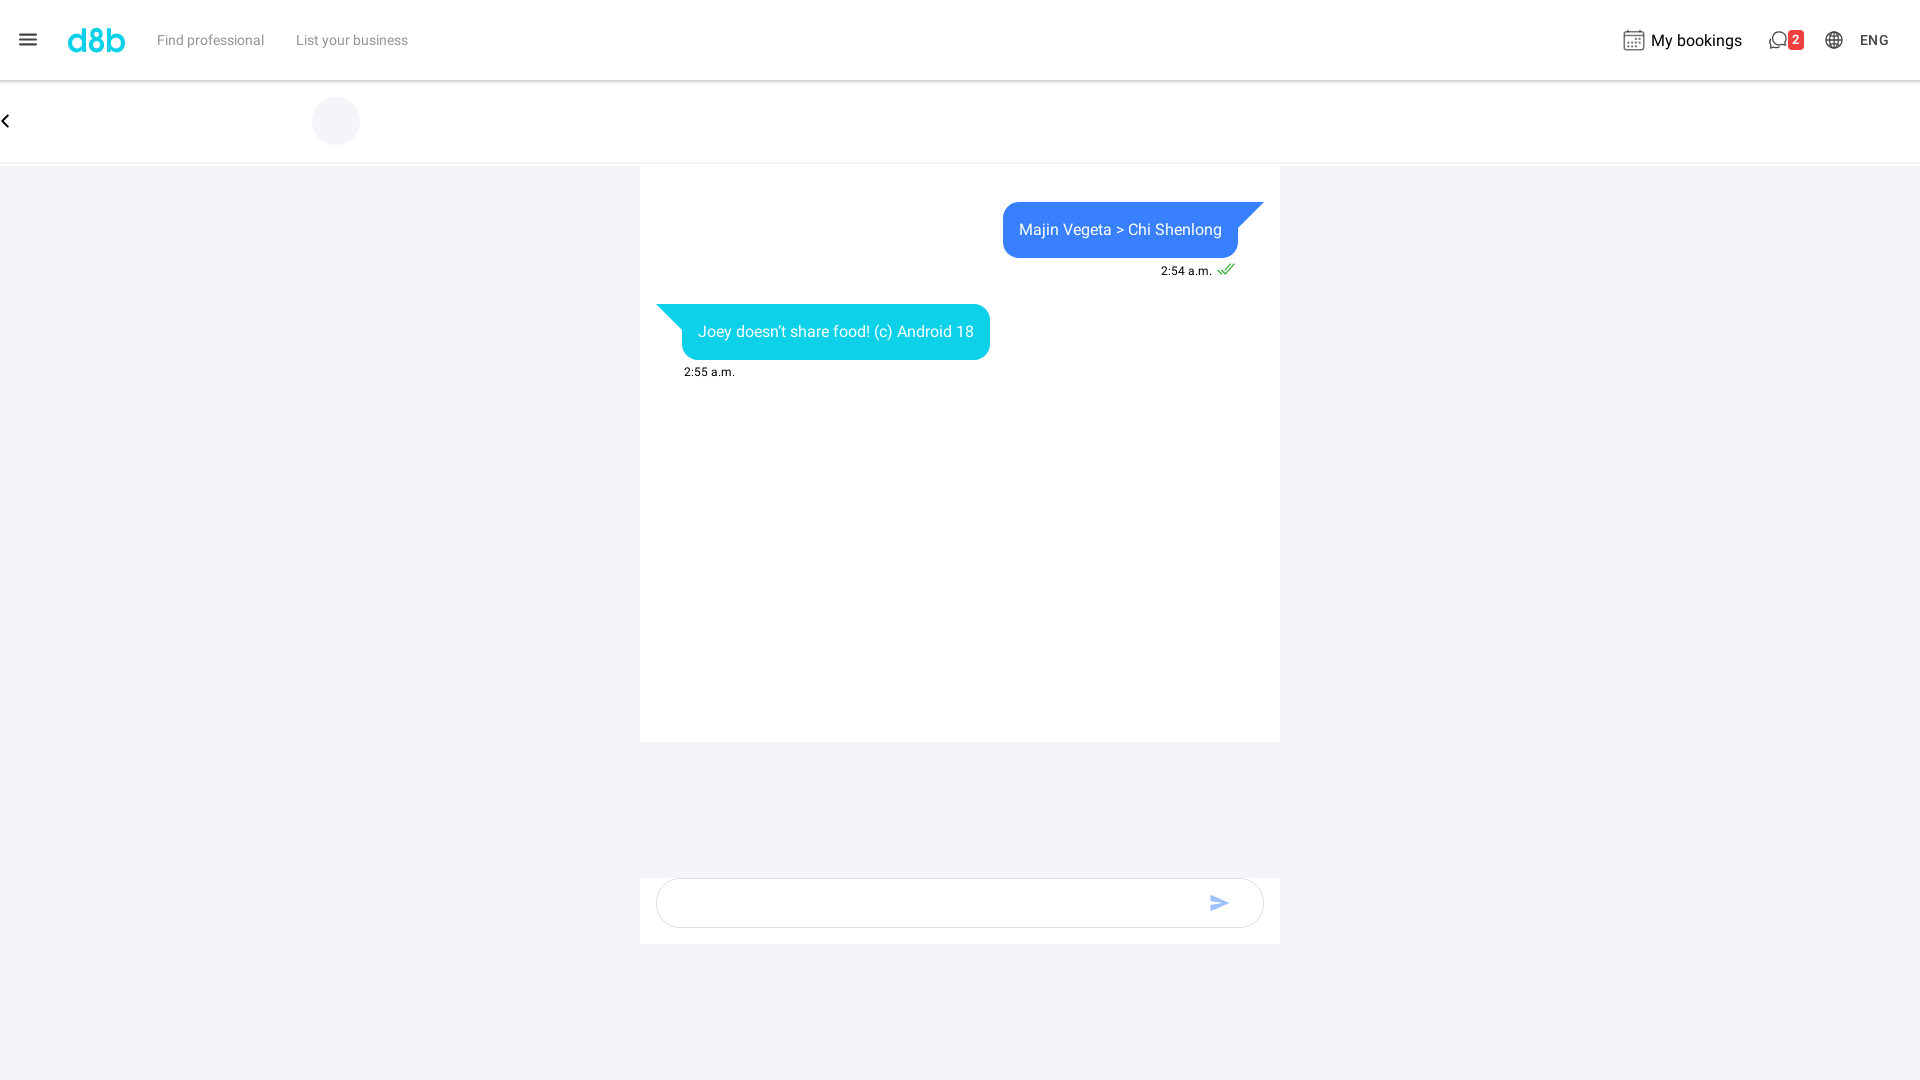 d8b
Find professional
List your business
My bookings
2
ENG
Majin Vegeta > Chi Shenlong
2:54 a.m.
Joey doesn’t share food! (c) Android 18
2:55 a.m.